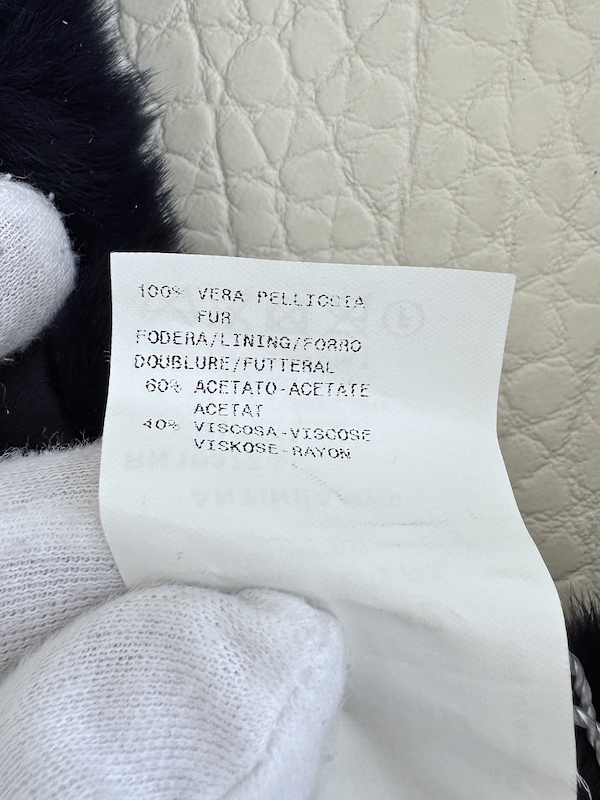 100% VERA PELLICCIA
FUR
FODERA/LINING/FORRO
DOUBLURE/FUTTERAL
60% ACETATO-ACETATE
ACETAT
40% VISCOSA-VISCOSE
VISKOSE-RAYON